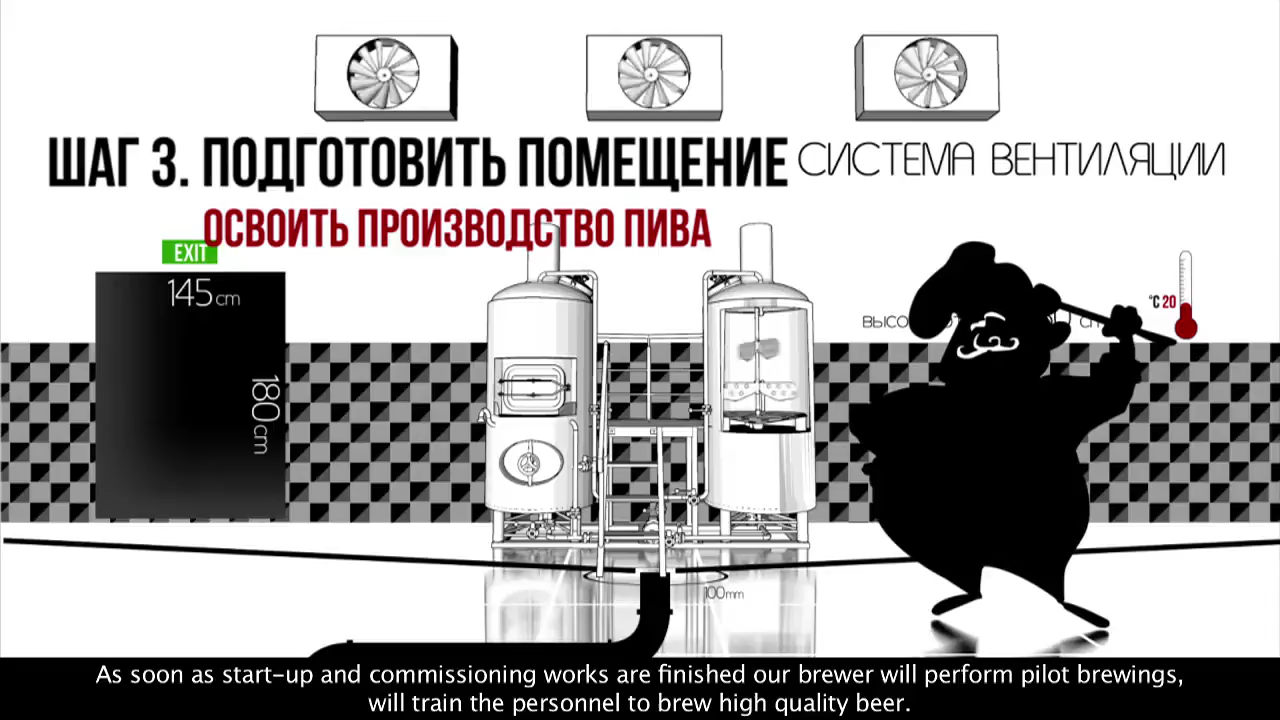 ШАГ 3. ПОДГОТОВИТЬ ПОМЕЩЕНИЕ СИСТЕМА ВЕНТИЛЯЦИИ
ОСВОИТЬ ПРОИЗВОДСТВО ПИВА
EXIT
145cm
180cm
°C 20
100mm
As soon as start-up and commissioning works are finished our brewer will perform pilot brewings,
will train the personnel to brew high quality beer.